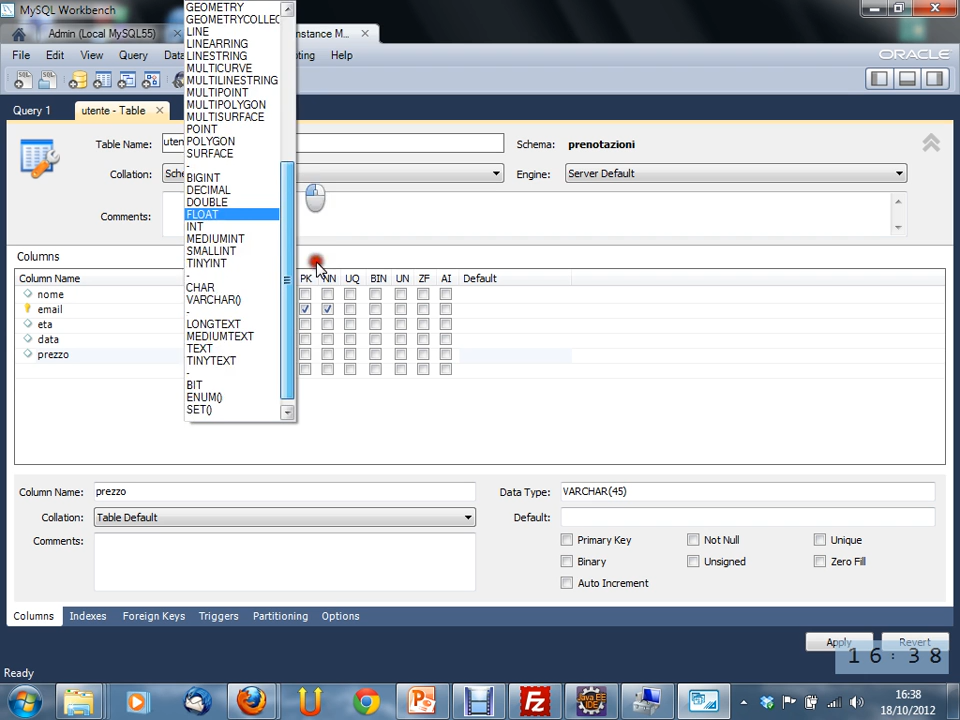 MySQL Workbench
Admin (Local MySQL55)
nstance M...
File Edit View Query Dat ting Help
ORACLE
Query 1
utente - Table
Table Name: uten
Schema: prenotazioni
Collation: Sch
Engine: Server Default
Comments:
GEOMETRY
GEOMETRYCOLLEC
LINE
LINEARRING
LINESTRING
MULTICURVE
MULTILINESTRING
MULTIPOINT
MULTIPOLYGON
MULTISURFACE
POINT
POLYGON
SURFACE
-
BIGINT
DECIMAL
DOUBLE
FLOAT
INT
MEDIUMINT
SMALLINT
TINYINT
-
CHAR
VARCHAR()
-
LONGTEXT
MEDIUMTEXT
TEXT
TINYTEXT
-
BIT
ENUM()
SET()
Columns
Column Name PK NN UQ BIN UN ZF AI Default
nome
email
eta
data
prezzo
Column Name: prezzo
Data Type: VARCHAR(45)
Collation: Table Default
Default:
Comments:
Primary Key Not Null Unique
Binary Unsigned Zero Fill
Auto Increment
Columns Indexes Foreign Keys Triggers Partitioning Options
Apply Revert
16:38
Ready
Java EE
IDE
16:38
18/10/2012